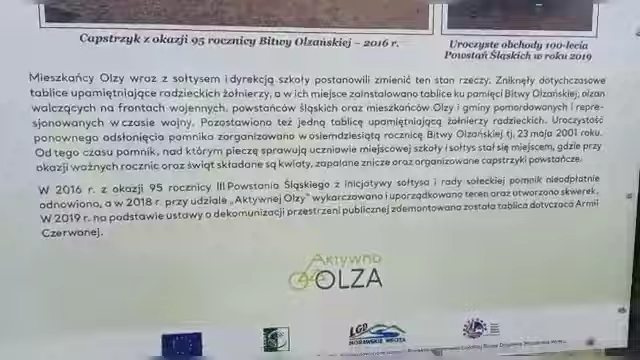 Capstrzyk z okazji 95 rocznicy Bitwy Olzańskiej – 2016 r.
Uroczyste obchody 100-lecia
Powstań Śląskich w roku 2019
Mieszkańcy Olzy wraz z sołtysem i dyrekcją szkoły postanowili zmienić ten stan rzeczy. Zniknęły dotychczasowe
tablice upamiętniające radzieckich żołnierzy, a w ich miejsce zainstalowano tablice ku pamięci Bitwy Olzańskiej, olzan
walczących na frontach wojennych, powstańców śląskich oraz mieszkańców Olzy i gminy pomordowanych i repre-
sjonowanych w czasie wojny. Pozostawiono też jedną tablicę upamiętniającą żołnierzy radzieckich. Uroczystość
ponownego odsłonięcia pomnika zorganizowano w osiemdziesiątą rocznicę Bitwy Olzańskiej tj. 23 maja 2001 roku.
Od tego czasu pomnik, nad którym pieczę sprawują uczniowie miejscowej szkoły i sołtys stał się miejscem, gdzie przy
okazji ważnych rocznic oraz świąt składane są kwiaty, zapalane znicze oraz organizowane capstrzyki powstańcze.
W 2016 r. z okazji 95 rocznicy III Powstania Śląskiego z inicjatywy sołtysa i rady sołeckiej pomnik nieodpłatnie
odnowiono, a w 2018 r. przy udziale „Aktywnej Olzy” wykarczowano i uporządkowano teren oraz utworzono skwerek.
W 2019 r. na podstawie ustawy o dekomunizacji przestrzeni publicznej zdemontowana została tablica dotycząca Armii
Czerwonej.
Aktywna
OLZA
LGD
MORAWSKIE WROTA